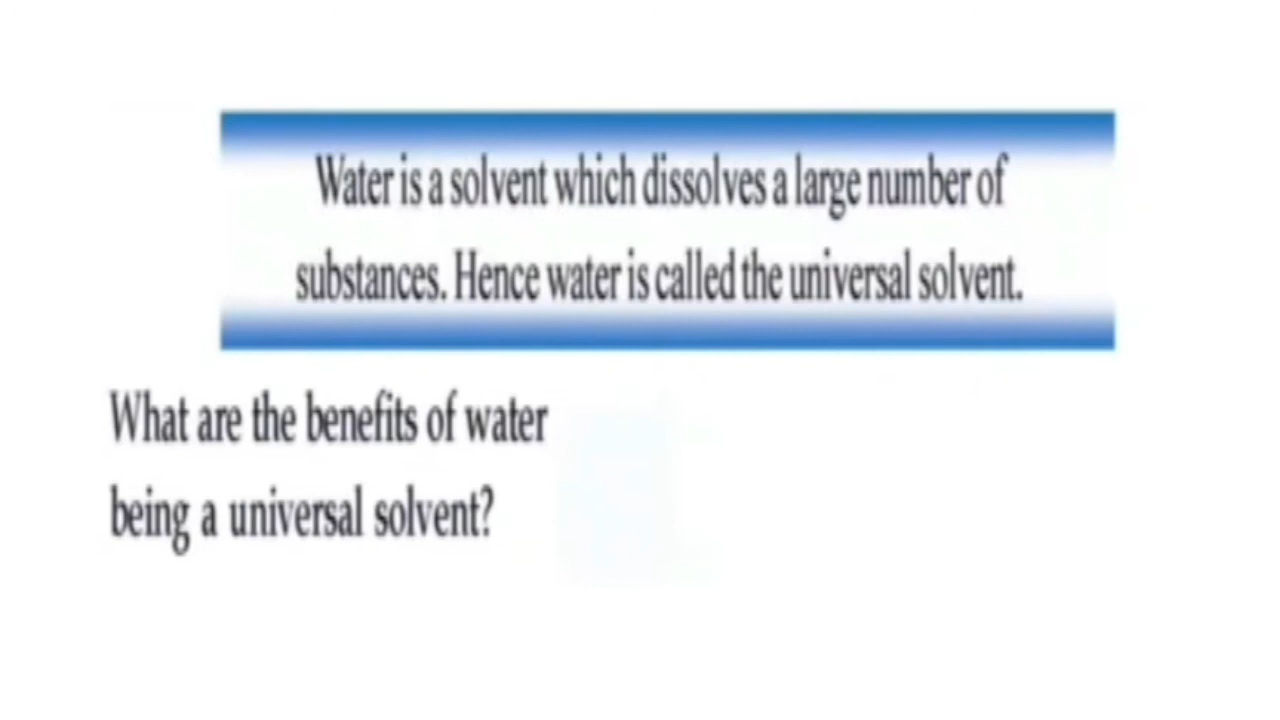 Water is a solvent which dissolves a large number of
substances. Hence water is called the universal solvent.
What are the benefits of water
being a universal solvent?